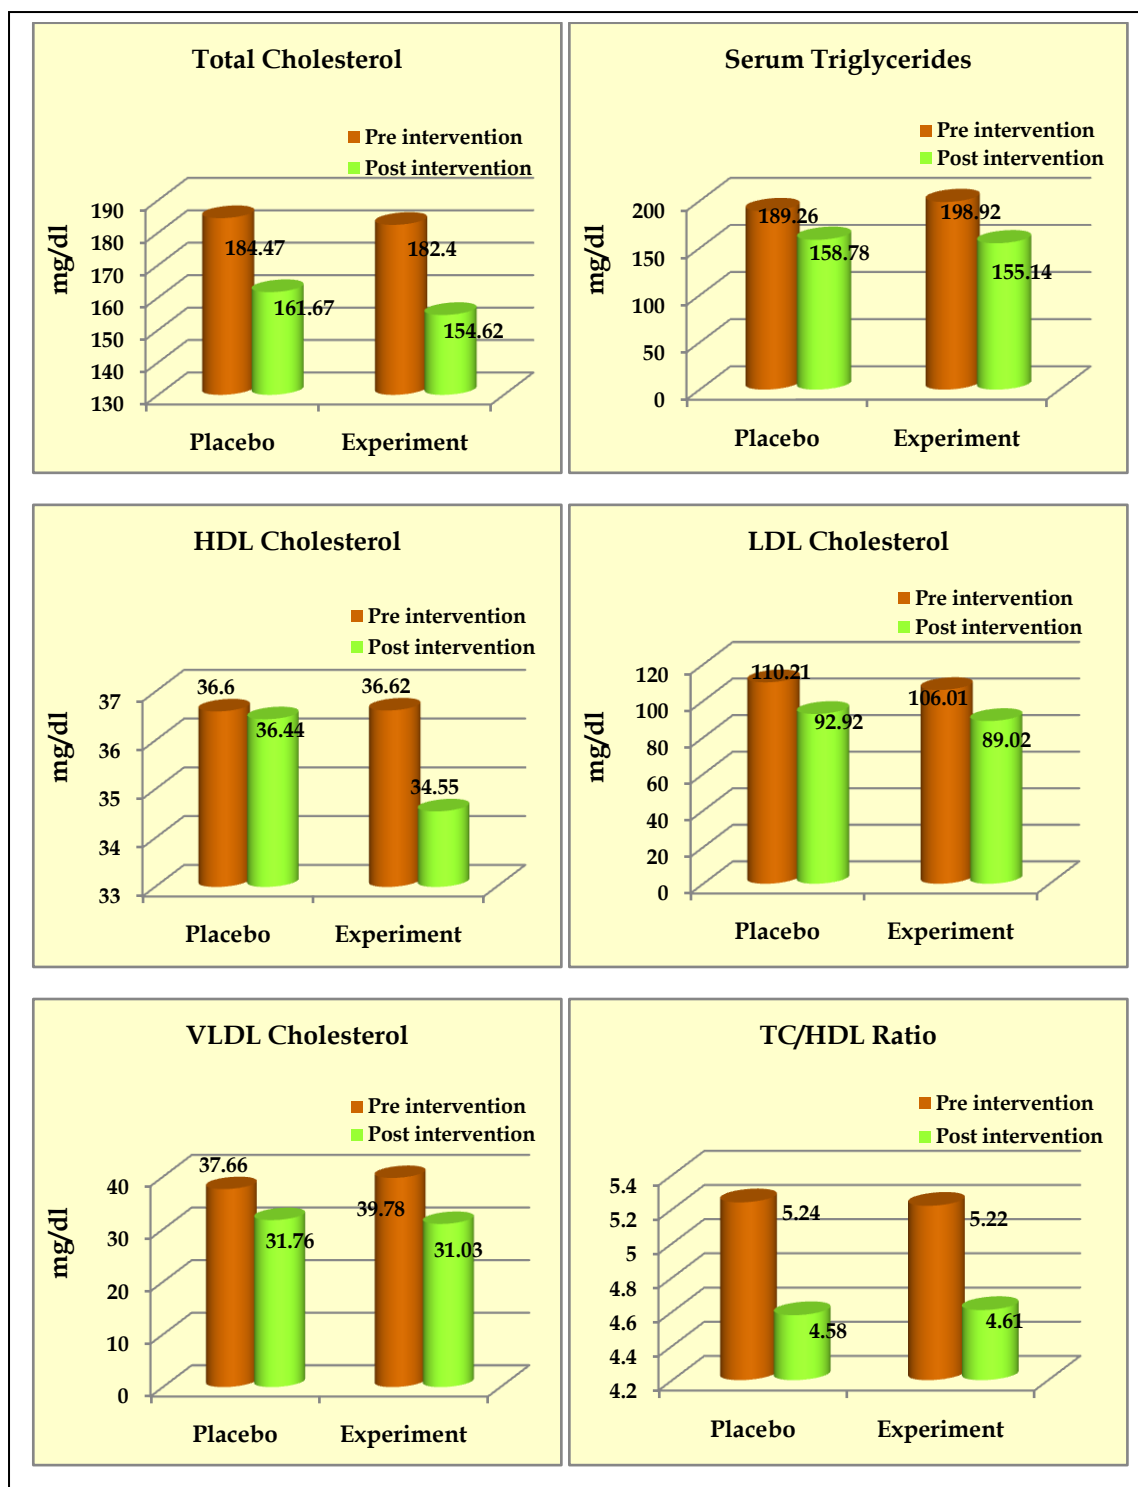 Total Cholesterol
Pre intervention
Post intervention
mg/dl
190
180
170
160
150
140
130
184.47
161.67
182.4
154.62
Placebo Experiment
Serum Triglycerides
Pre intervention
Post intervention
mg/dl
200
150
100
50
0
189.26
158.78
198.92
155.14
Placebo Experiment
HDL Cholesterol
Pre intervention
Post intervention
mg/dl
37
36
35
34
33
36.6
36.44
36.62
34.55
Placebo Experiment
LDL Cholesterol
Pre intervention
Post intervention
mg/dl
120
100
80
60
40
20
0
110.21
92.92
106.01
89.02
Placebo Experiment
VLDL Cholesterol
Pre intervention
Post intervention
mg/dl
40
30
20
10
0
37.66
31.76
39.78
31.03
Placebo Experiment
TC/HDL Ratio
Pre intervention
Post intervention
5.4
5.2
5
4.8
4.6
4.4
4.2
5.24
4.58
5.22
4.61
Placebo Experiment